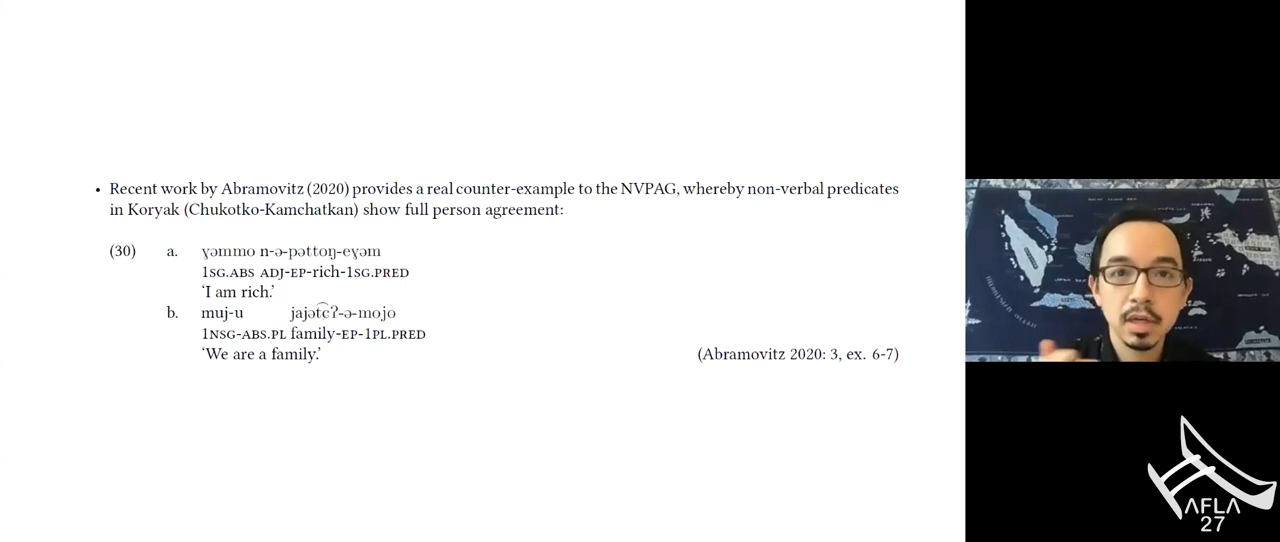 • Recent work by Abramovitz (2020) provides a real counter-example to the NVPAG, whereby non-verbal predicates
in Koryak (Chukotko-Kamchatkan) show full person agreement:
(30) a. ɣəmmo n-ə-pəttoŋ-eɣəm
1SG.ABS ADJ-EP-rich-1SG.PRED
‘I am rich.’
b. muj-u jajət͡cʔ-ə-mojo
1NSG-ABS.PL family-EP-1PL.PRED
‘We are a family.’ (Abramovitz 2020: 3, ex. 6-7)
AFLA
27